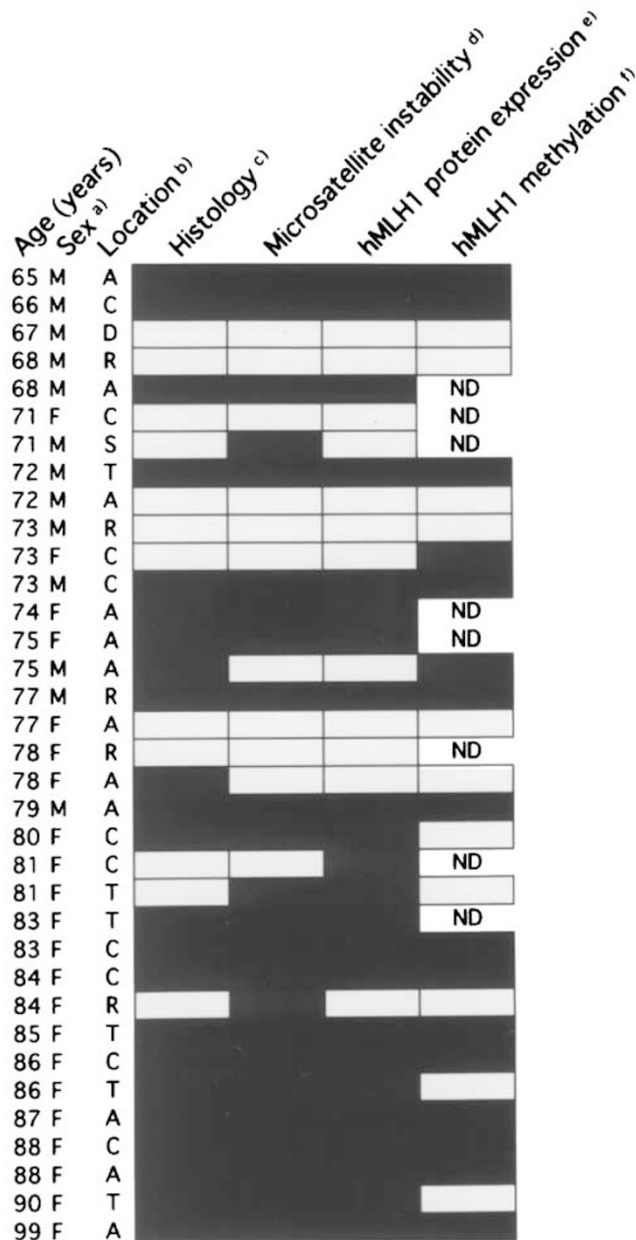 Age (years)
Sex a)
Location b)
Histology c)
Microsatellite instability d)
hMLH1 protein expression e)
hMLH1 methylation f)
65 M A
66 M C
67 M D
68 M R
68 M A ND
71 F C ND
71 M S ND
72 M T
72 M A
73 M R
73 F C
73 M C
74 F A ND
75 F A ND
75 M A
77 M R
77 F A
78 F R ND
78 F A
79 M A
80 F C
81 F C ND
81 F T
83 F T ND
83 F C
84 F C
84 F R
85 F T
86 F C
86 F T
87 F A
88 F C
88 F A
90 F T
99 F A